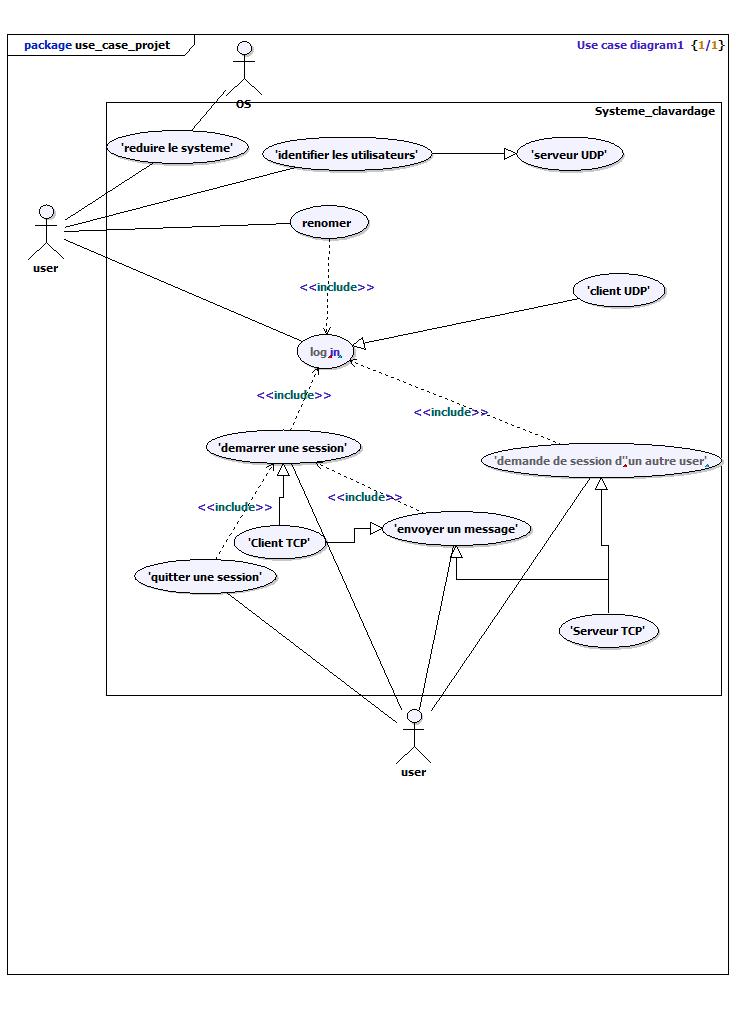 package use_case_projet
Use case diagram1 {1/1}
OS
Systeme_clavardage
'reduire le systeme'
'identifier les utilisateurs'
'serveur UDP'
user
renomer
<<include>>
'client UDP'
log in
<<include>>
<<include>>
'demarrer une session'
'demande de session d''un autre user'
<<include>>
<<include>>
'Client TCP'
'envoyer un message'
'quitter une session'
'Serveur TCP'
user